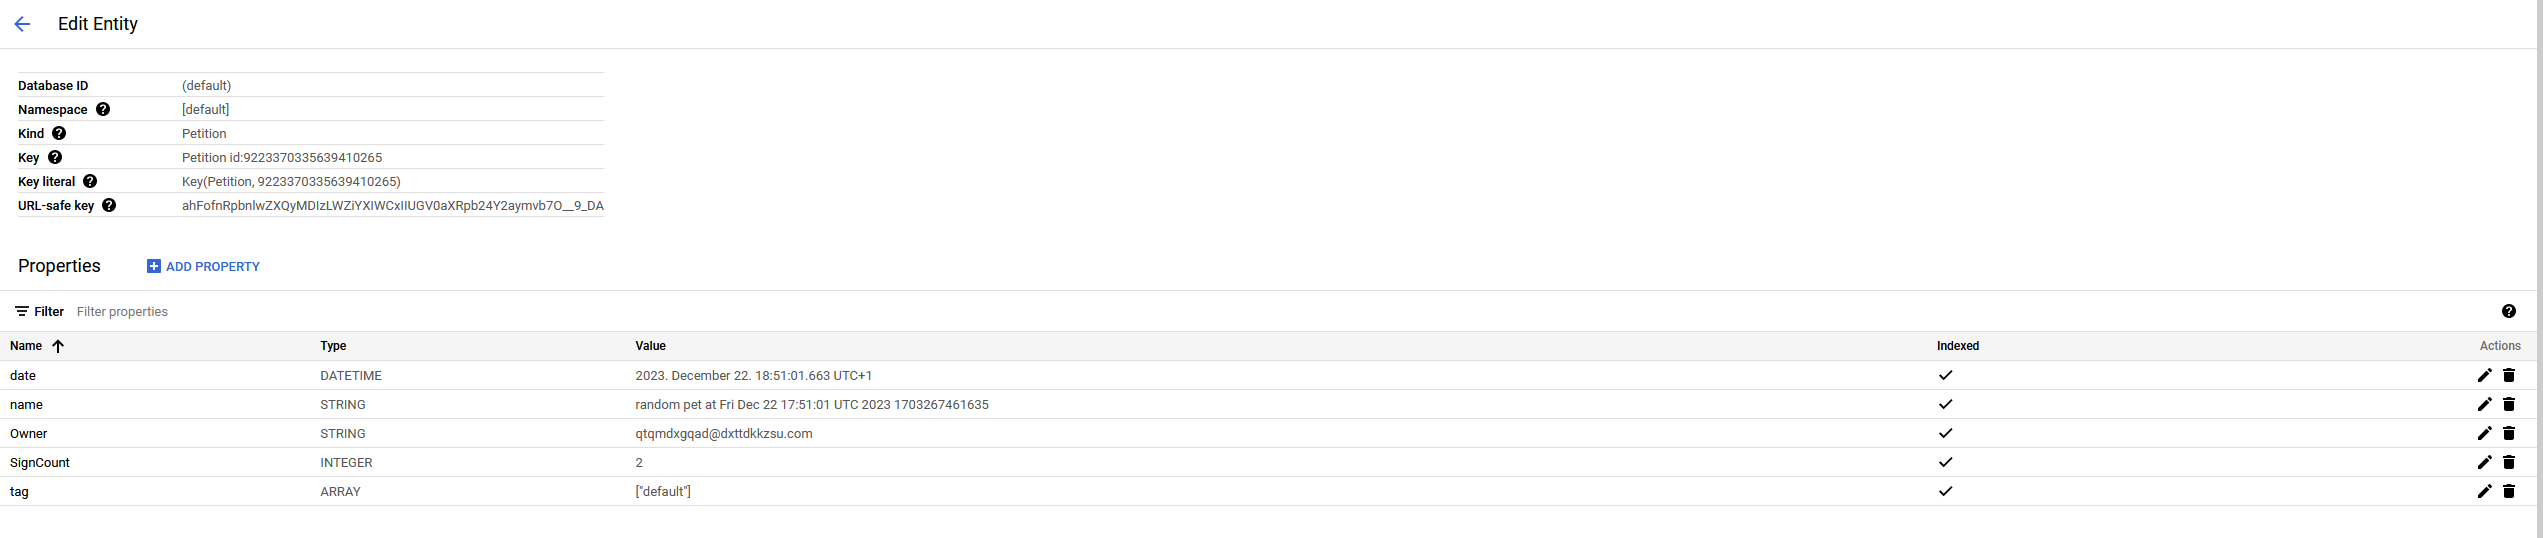 Edit Entity
Database ID (default)
Namespace [default]
Kind Petition
Key Petition id:9223370335639410265
Key literal Key(Petition, 9223370335639410265)
URL-safe key ahFofnRpbnlwZXQyMDIzLWZiYXIWCxIIUGV0aXRpb24Y2aymvb7O__9_DA
Properties ADD PROPERTY
Filter Filter properties
Name Type Value Indexed Actions
date DATETIME 2023. December 22. 18:51:01.663 UTC+1
name STRING random pet at Fri Dec 22 17:51:01 UTC 2023 1703267461635
Owner STRING qtqmdxgqad@dxttdkkzsu.com
SignCount INTEGER 2
tag ARRAY ["default"]